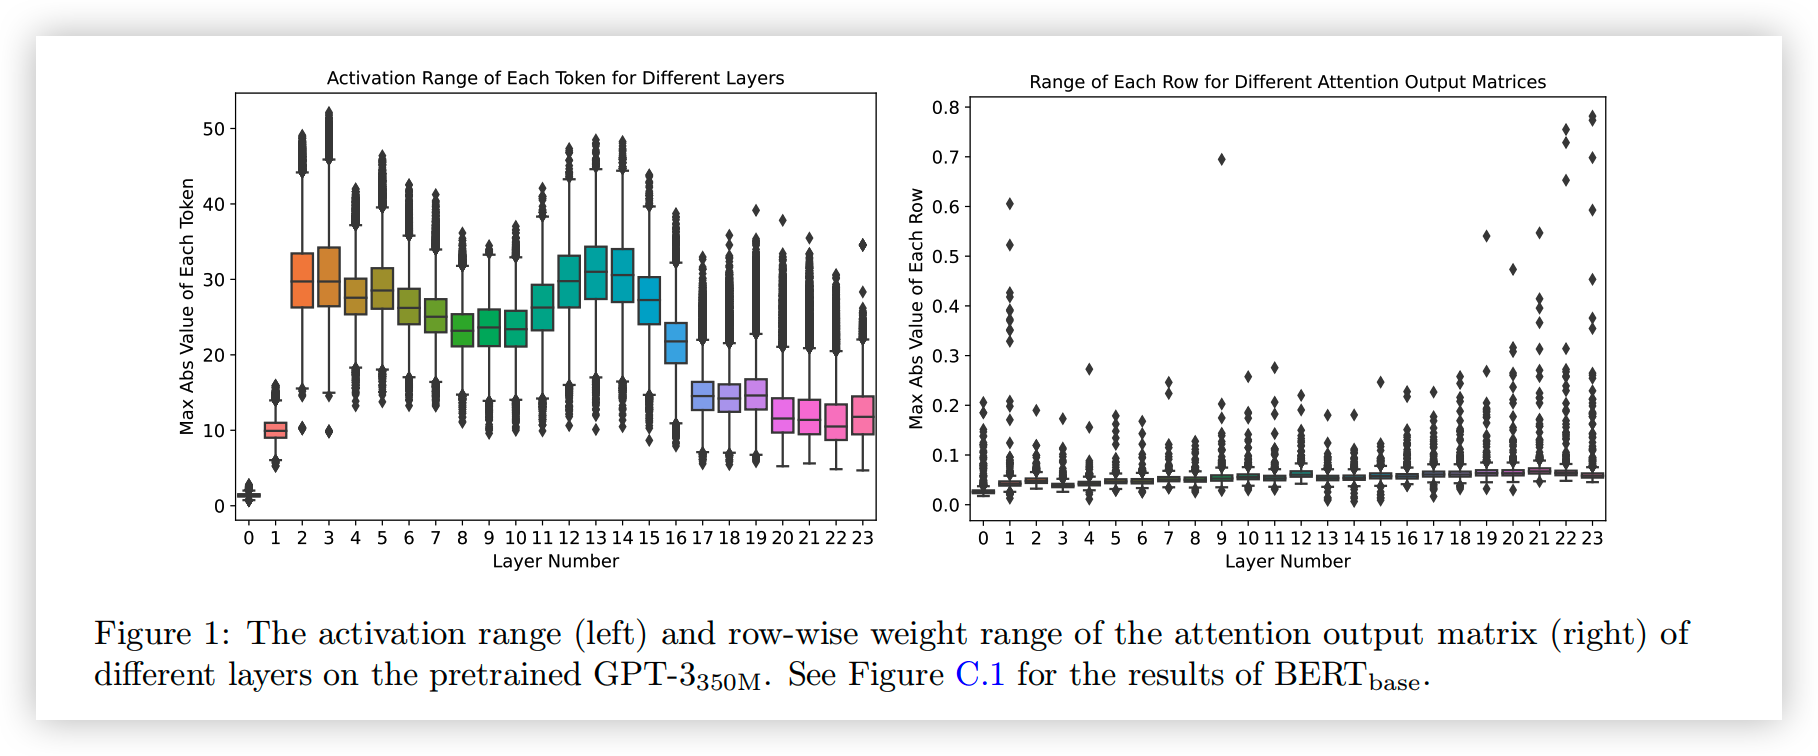 Activation Range of Each Token for Different Layers
Max Abs Value of Each Token
50
40
30
20
10
0
0 1 2 3 4 5 6 7 8 9 10 11 12 13 14 15 16 17 18 19 20 21 22 23
Layer Number
Range of Each Row for Different Attention Output Matrices
Max Abs Value of Each Row
0.8
0.7
0.6
0.5
0.4
0.3
0.2
0.1
0.0
0 1 2 3 4 5 6 7 8 9 10 11 12 13 14 15 16 17 18 19 20 21 22 23
Layer Number
Figure 1: The activation range (left) and row-wise weight range of the attention output matrix (right) of
different layers on the pretrained GPT-3350M. See Figure C.1 for the results of BERTbase.